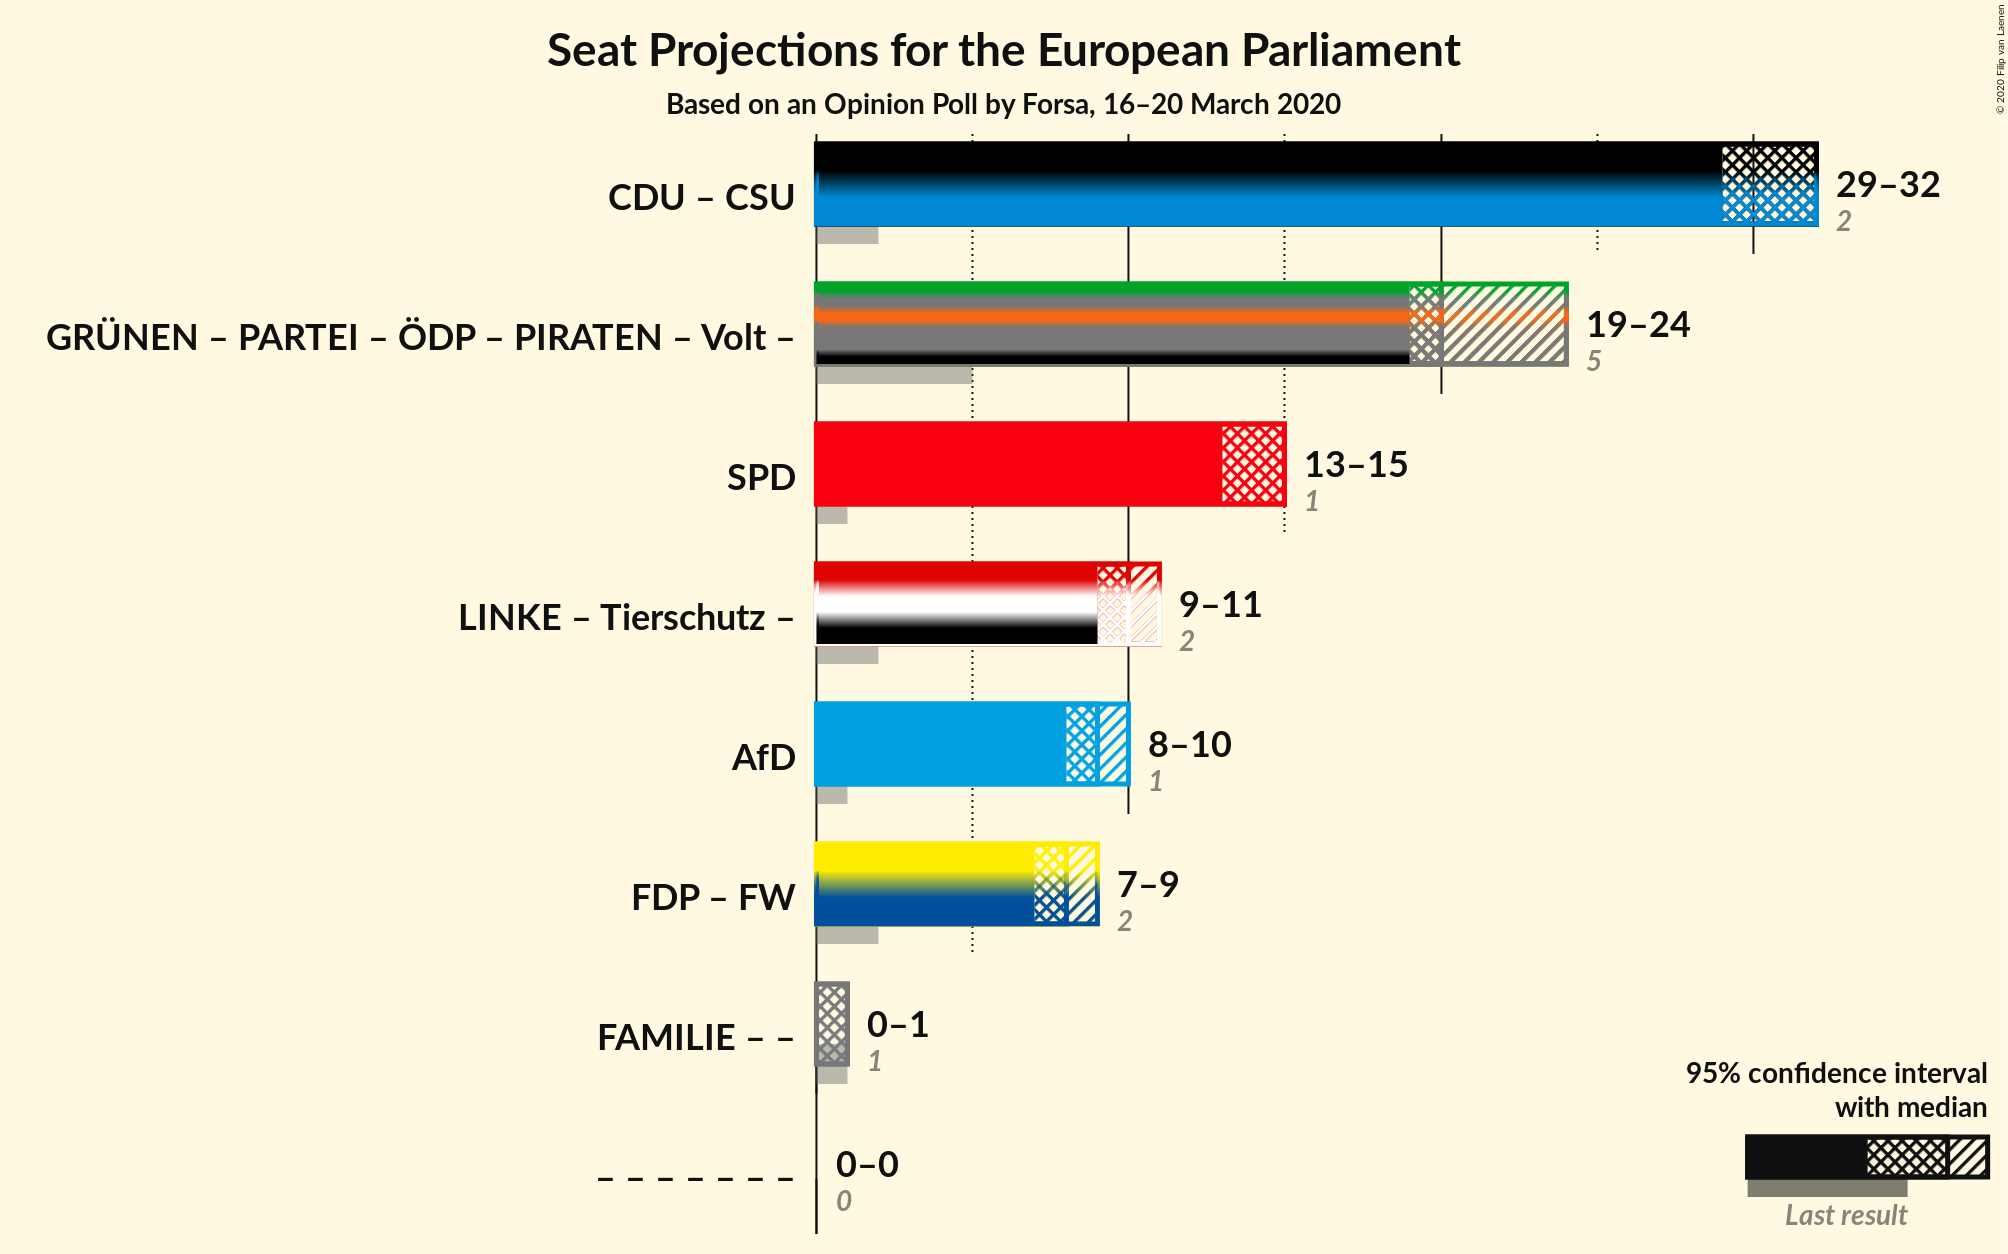 Seat Projections for the European Parliament
Based on an Opinion Poll by Forsa, 16–20 March 2020
© 2020 Filip van Laenen
CDU – CSU
29–32
2
GRÜNEN – PARTEI – ÖDP – PIRATEN – Volt –
19–24
5
SPD
13–15
1
LINKE – Tierschutz –
9–11
2
AfD
8–10
1
FDP – FW
7–9
2
FAMILIE – –
0–1
1
– – – – – – –
0–0
0
95% confidence interval
with median
Last result